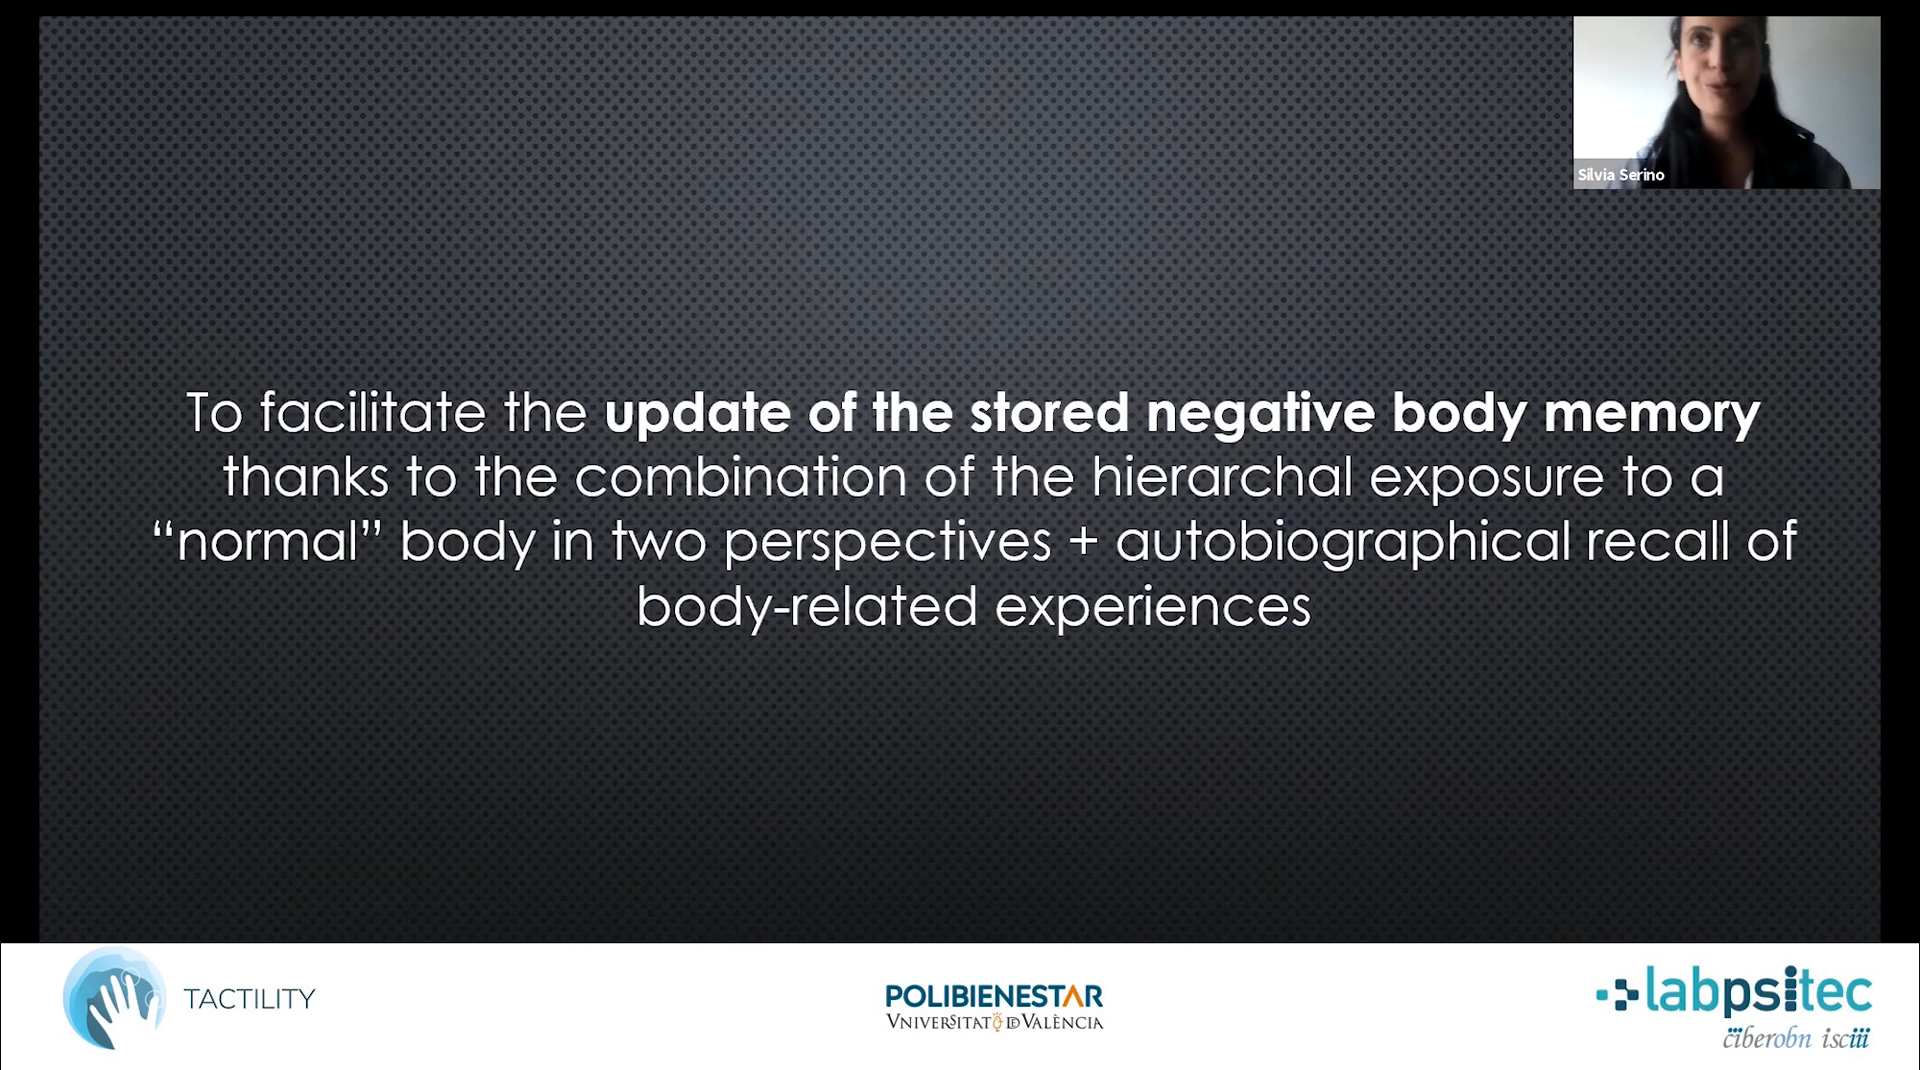 Silvia Serino
To facilitate the update of the stored negative body memory
thanks to the combination of the hierarchal exposure to a
“normal” body in two perspectives + autobiographical recall of
body-related experiences
TACTILITY
POLIBIENESTAR
VNIVERSITAT DE VALÈNCIA
labpsitec
ciberobn isciii